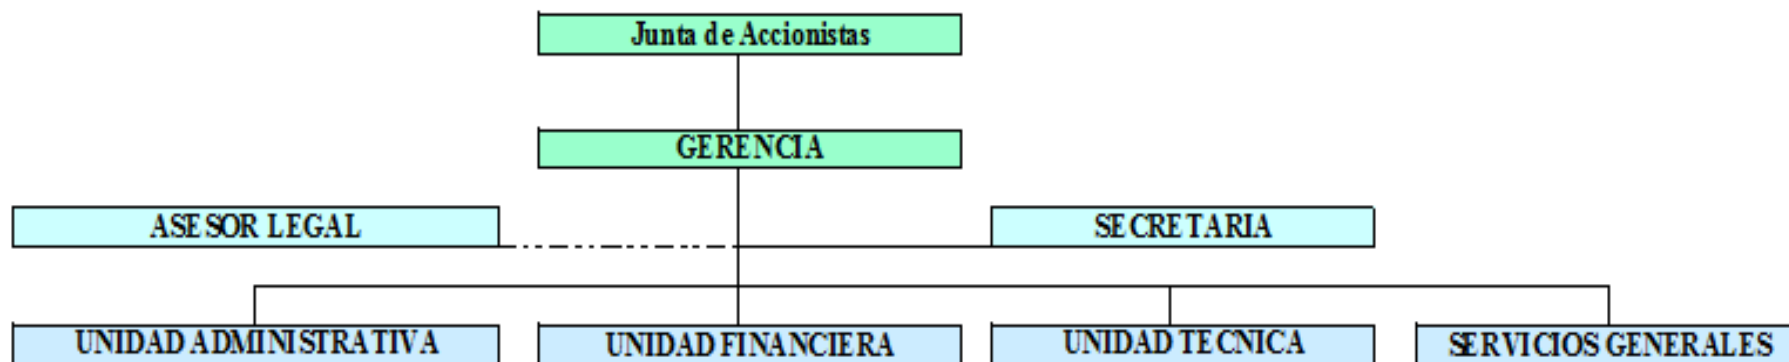 Junta de Accionistas
GERENCIA
ASESOR LEGAL
SECRETARIA
UNIDAD ADMINISTRATIVA
UNIDAD FINANCIERA
UNIDAD TECNICA
SERVICIOS GENERALES